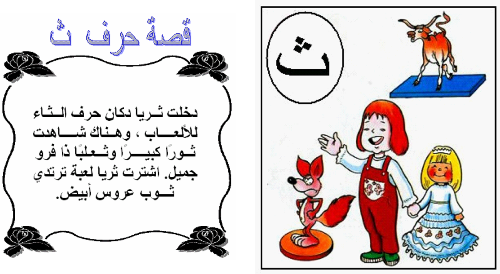 قصة حرف ث
دخلت ثريا دكان حرف الثاء
للألعاب ، وهناك شاهدت
ثورًا كبيرًا وثعلبًا ذا فرو
جميل. اشترت ثريا لعبة ترتدي
ثوب عروس أبيض.
ث